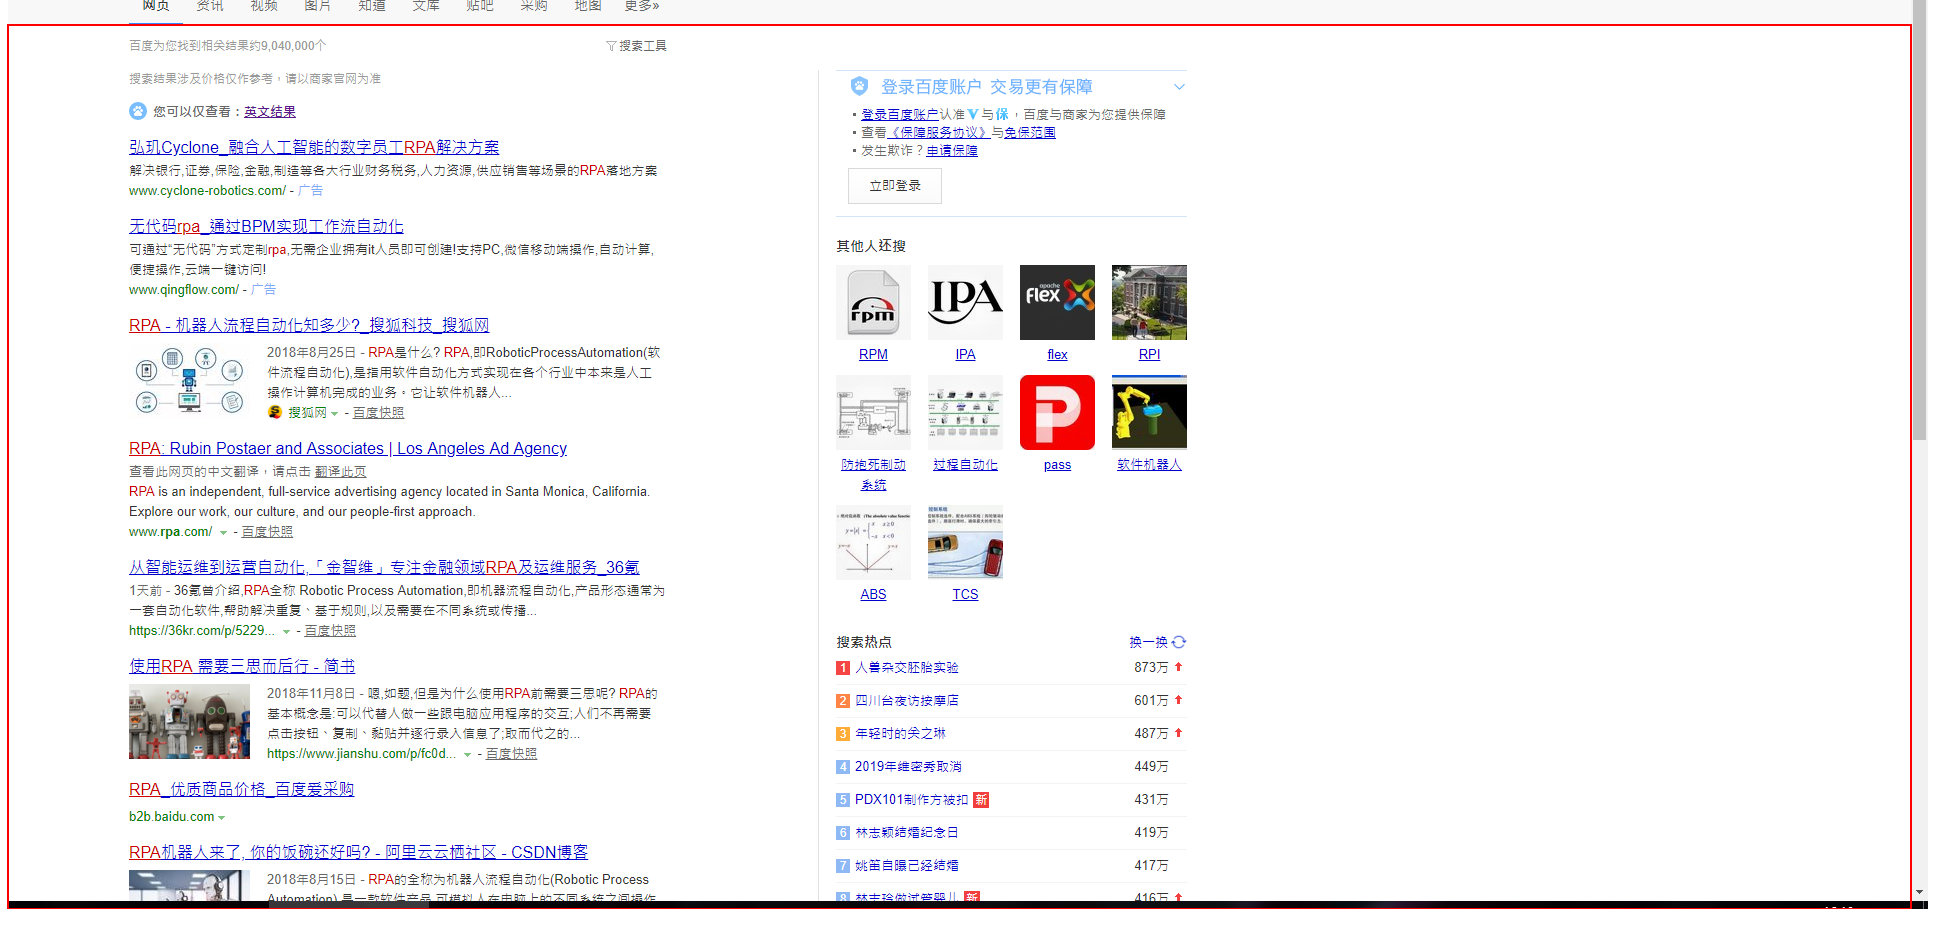 网页 资讯 视频 图片 知道 文库 贴吧 采购 地图 更多»
百度为您找到相关结果约9,040,000个 搜索工具
搜索结果涉及价格仅作参考，请以商家官网为准
您可以仅查看：英文结果
弘玑Cyclone_融合人工智能的数字员工RPA解决方案
解决银行,证券,保险,金融,制造等各大行业财务税务,人力资源,供应销售等场景的RPA落地方案
www.cyclone-robotics.com/ - 广告
无代码rpa_通过BPM实现工作流自动化
可通过“无代码”方式定制rpa,无需企业拥有it人员即可创建!支持PC,微信移动端操作,自动计算,
便捷操作,云端一键访问!
www.qingflow.com/ - 广告
RPA - 机器人流程自动化知多少?_搜狐科技_搜狐网
2018年8月25日 - RPA是什么? RPA,即RoboticProcessAutomation(软
件流程自动化),是指用软件自动化方式实现在各个行业中本来是人工
操作计算机完成的业务。它让软件机器人...
搜狐网 - 百度快照
RPA: Rubin Postaer and Associates | Los Angeles Ad Agency
查看此网页的中文翻译，请点击 翻译此页
RPA is an independent, full-service advertising agency located in Santa Monica, California.
Explore our work, our culture, and our people-first approach.
www.rpa.com/ - 百度快照
从智能运维到运营自动化,「金智维」专注金融领域RPA及运维服务_36氪
1天前 - 36氪曾介绍,RPA全称 Robotic Process Automation,即机器流程自动化,产品形态通常为
一套自动化软件,帮助解决重复、基于规则,以及需要在不同系统或传播...
https://36kr.com/p/5229... - 百度快照
使用RPA 需要三思而后行 - 简书
2018年11月8日 - 嗯,如题,但是为什么使用RPA前需要三思呢? RPA的
基本概念是:可以代替人做一些跟电脑应用程序的交互;人们不再需要
点击按钮、复制、黏贴并逐行录入信息了;取而代之的...
https://www.jianshu.com/p/fc0d... - 百度快照
RPA_优质商品价格_百度爱采购
b2b.baidu.com
RPA机器人来了, 你的饭碗还好吗? - 阿里云云栖社区 - CSDN博客
2018年8月15日 - RPA的全称为机器人流程自动化(Robotic Process
Automation),是一款软件产品,可模拟人在电脑上的不同系统之间操作
登录百度账户 交易更有保障
登录百度账户认准V与保，百度与商家为您提供保障
查看《保障服务协议》与免保范围
发生欺诈？申请保障
立即登录
其他人还搜
rpm IPA apache flex
RPM IPA flex RPI
防抱死制动 过程自动化 pass 软件机器人
系统
ABS TCS
搜索热点 换一换
1 人兽杂交胚胎实验 873万
2 四川台夜访按摩店 601万
3 年轻时的关之琳 487万
4 2019年维密秀取消 449万
5 PDX101制作方被扣 新 431万
6 林志颖结婚纪念日 419万
7 姚笛自曝已经结婚 417万
8 林志玲做试管婴儿 新 416万